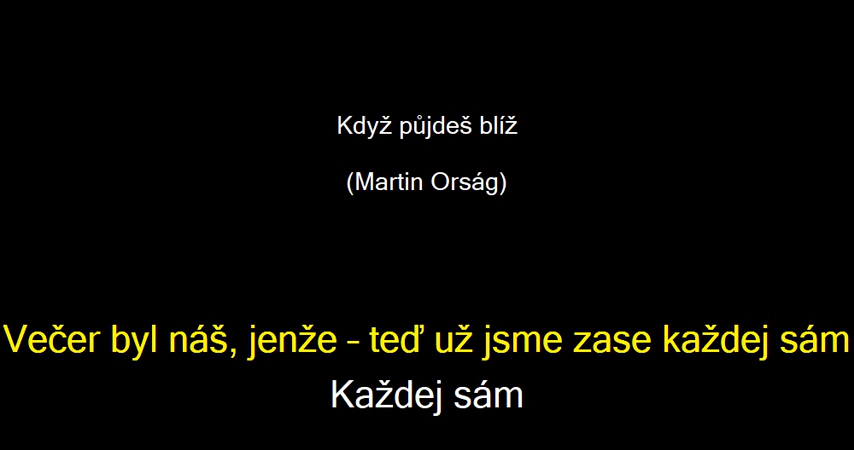 Když půjdeš blíž
(Martin Orság)
Večer byl náš, jenže – teď už jsme zase každej sám
Každej sám